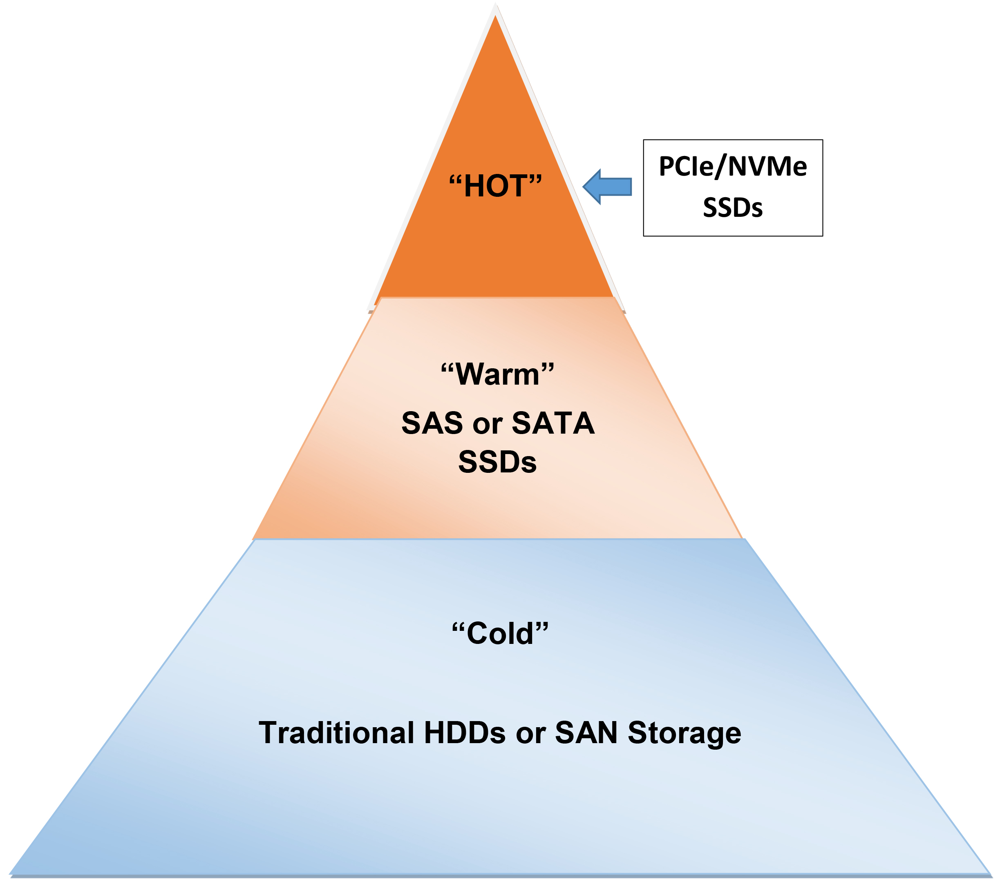 “HOT”
PCIe/NVMe
SSDs
“Warm”
SAS or SATA
SSDs
“Cold”
Traditional HDDs or SAN Storage